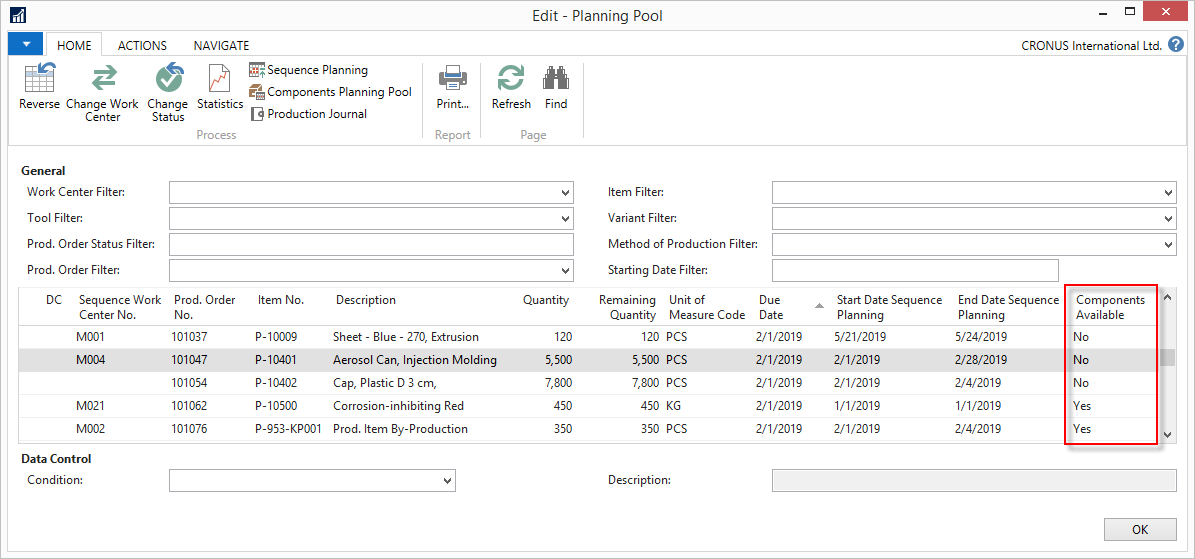 Edit - Planning Pool
HOME ACTIONS NAVIGATE CRONUS International Ltd. ?
Reverse
Change Work
Center
Change
Status
Statistics
Sequence Planning
Components Planning Pool
Production Journal
Process
Print...
Report
Refresh
Find
Page
General
Work Center Filter:
Item Filter:
Tool Filter:
Variant Filter:
Prod. Order Status Filter:
Method of Production Filter:
Prod. Order Filter:
Starting Date Filter:
DC Sequence Work Prod. Order Item No. Description Quantity Remaining Unit of Due Start Date Sequence End Date Sequence Components
Center No. No. Quantity Measure Code Date Planning Planning Available
M001 101037 P-10009 Sheet - Blue - 270, Extrusion 120 120 PCS 2/1/2019 5/21/2019 5/24/2019 No
M004 101047 P-10401 Aerosol Can, Injection Molding 5,500 5,500 PCS 2/1/2019 2/1/2019 2/28/2019 No
101054 P-10402 Cap, Plastic D 3 cm, 7,800 7,800 PCS 2/1/2019 2/1/2019 2/4/2019 No
M021 101062 P-10500 Corrosion-inhibiting Red 450 450 KG 2/1/2019 1/1/2019 1/1/2019 Yes
M002 101076 P-953-KP001 Prod. Item By-Production 350 350 PCS 2/1/2019 2/1/2019 2/4/2019 Yes
Data Control
Condition:
Description:
OK